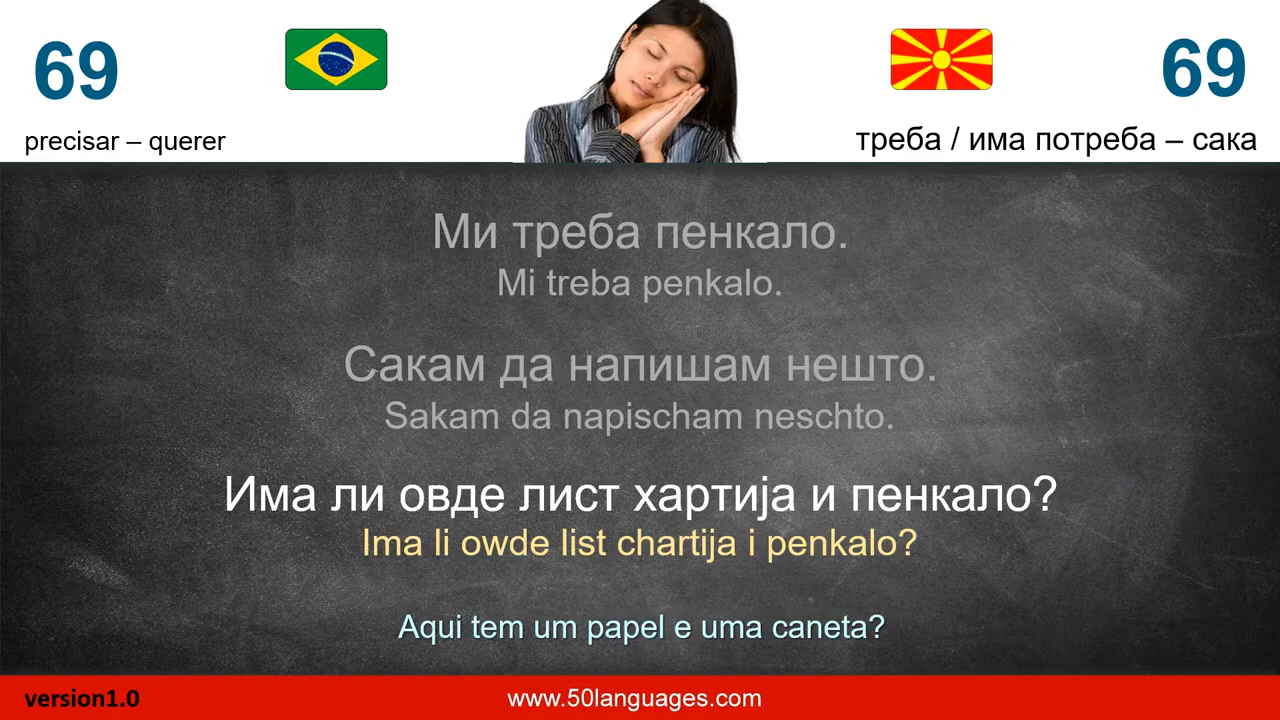 69
69
precisar – querer
треба / има потреба – сака
Ми треба пенкало.
Mi treba penkalo.
Сакам да напишам нешто.
Sakam da napischam neschto.
Има ли овде лист хартија и пенкало?
Ima li owde list chartija i penkalo?
Aqui tem um papel e uma caneta?
version1.0
www.50languages.com